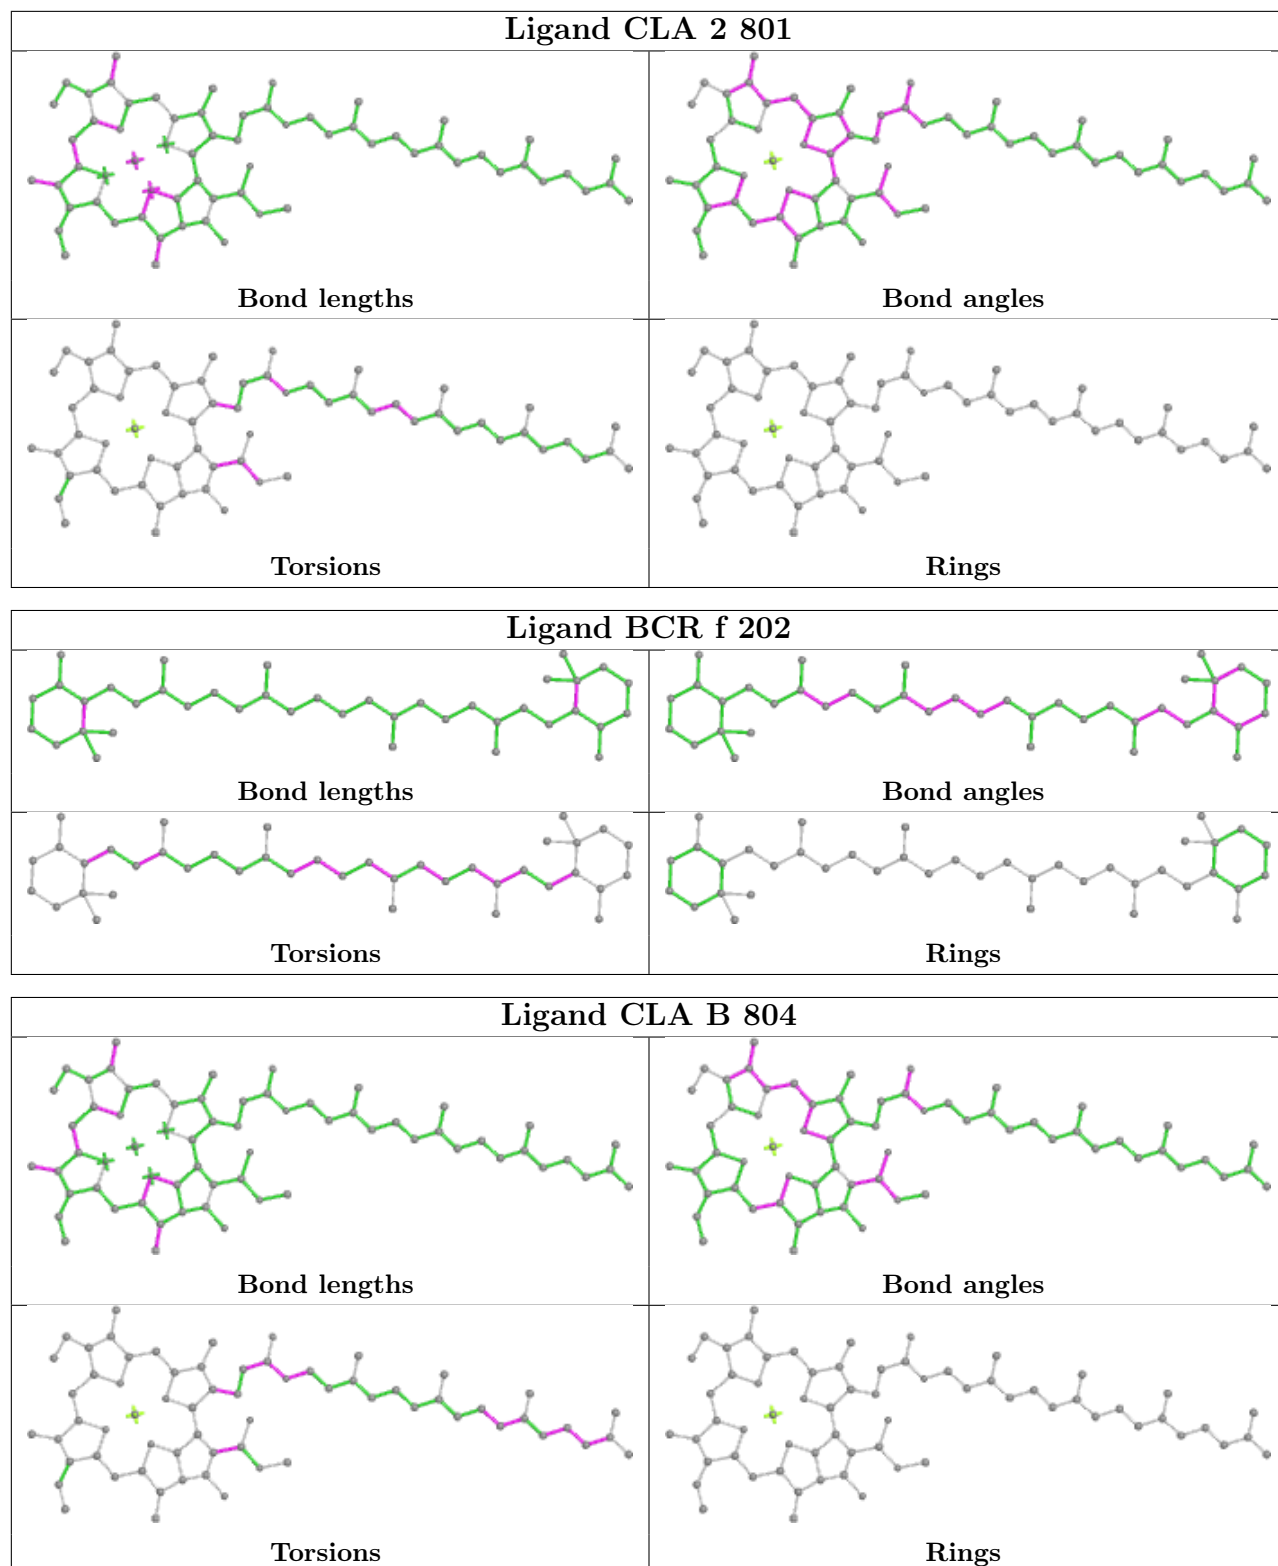 Ligand CLA 2 801
Bond lengths
Bond angles
Torsions
Rings
Ligand BCR f 202
Bond lengths
Bond angles
Torsions
Rings
Ligand CLA B 804
Bond lengths
Bond angles
Torsions
Rings